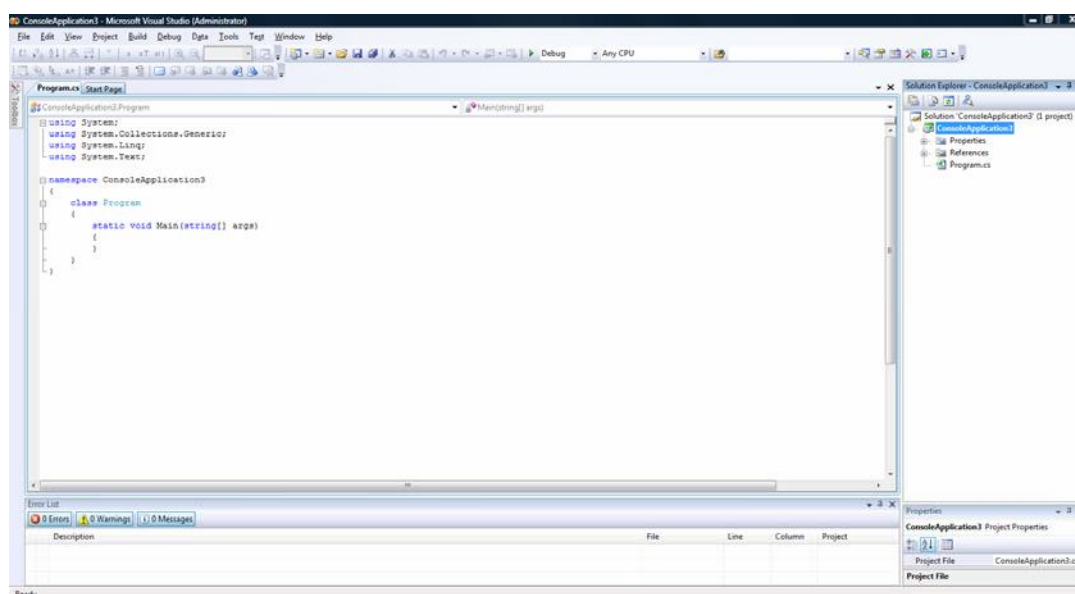 ConsoleApplication3 - Microsoft Visual Studio (Administrator)
File Edit View Project Build Debug Data Tools Test Window Help
Debug Any CPU
Toolbox
Program.cs Start Page
ConsoleApplication3.Program Main(string[] args)
using System;
using System.Collections.Generic;
using System.Linq;
using System.Text;
namespace ConsoleApplication3
{
class Program
{
static void Main(string[] args)
{
}
}
}
Solution Explorer - ConsoleApplication3
Solution 'ConsoleApplication3' (1 project)
ConsoleApplication3
Properties
References
Program.cs
Error List
0 Errors 0 Warnings 0 Messages
Description File Line Column Project
Properties
ConsoleApplication3 Project Properties
Project File ConsoleApplication3.c
Project File
Ready